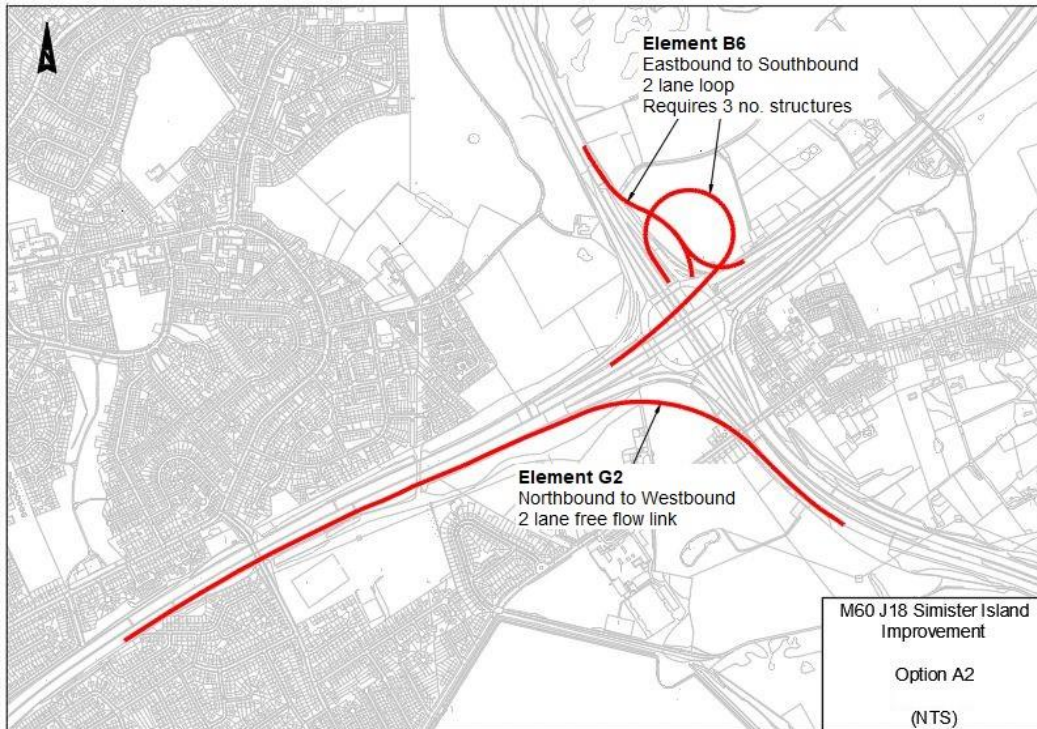 Element B6
Eastbound to Southbound
2 lane loop
Requires 3 no. structures
Element G2
Northbound to Westbound
2 lane free flow link
M60 J18 Simister Island
Improvement
Option A2
(NTS)